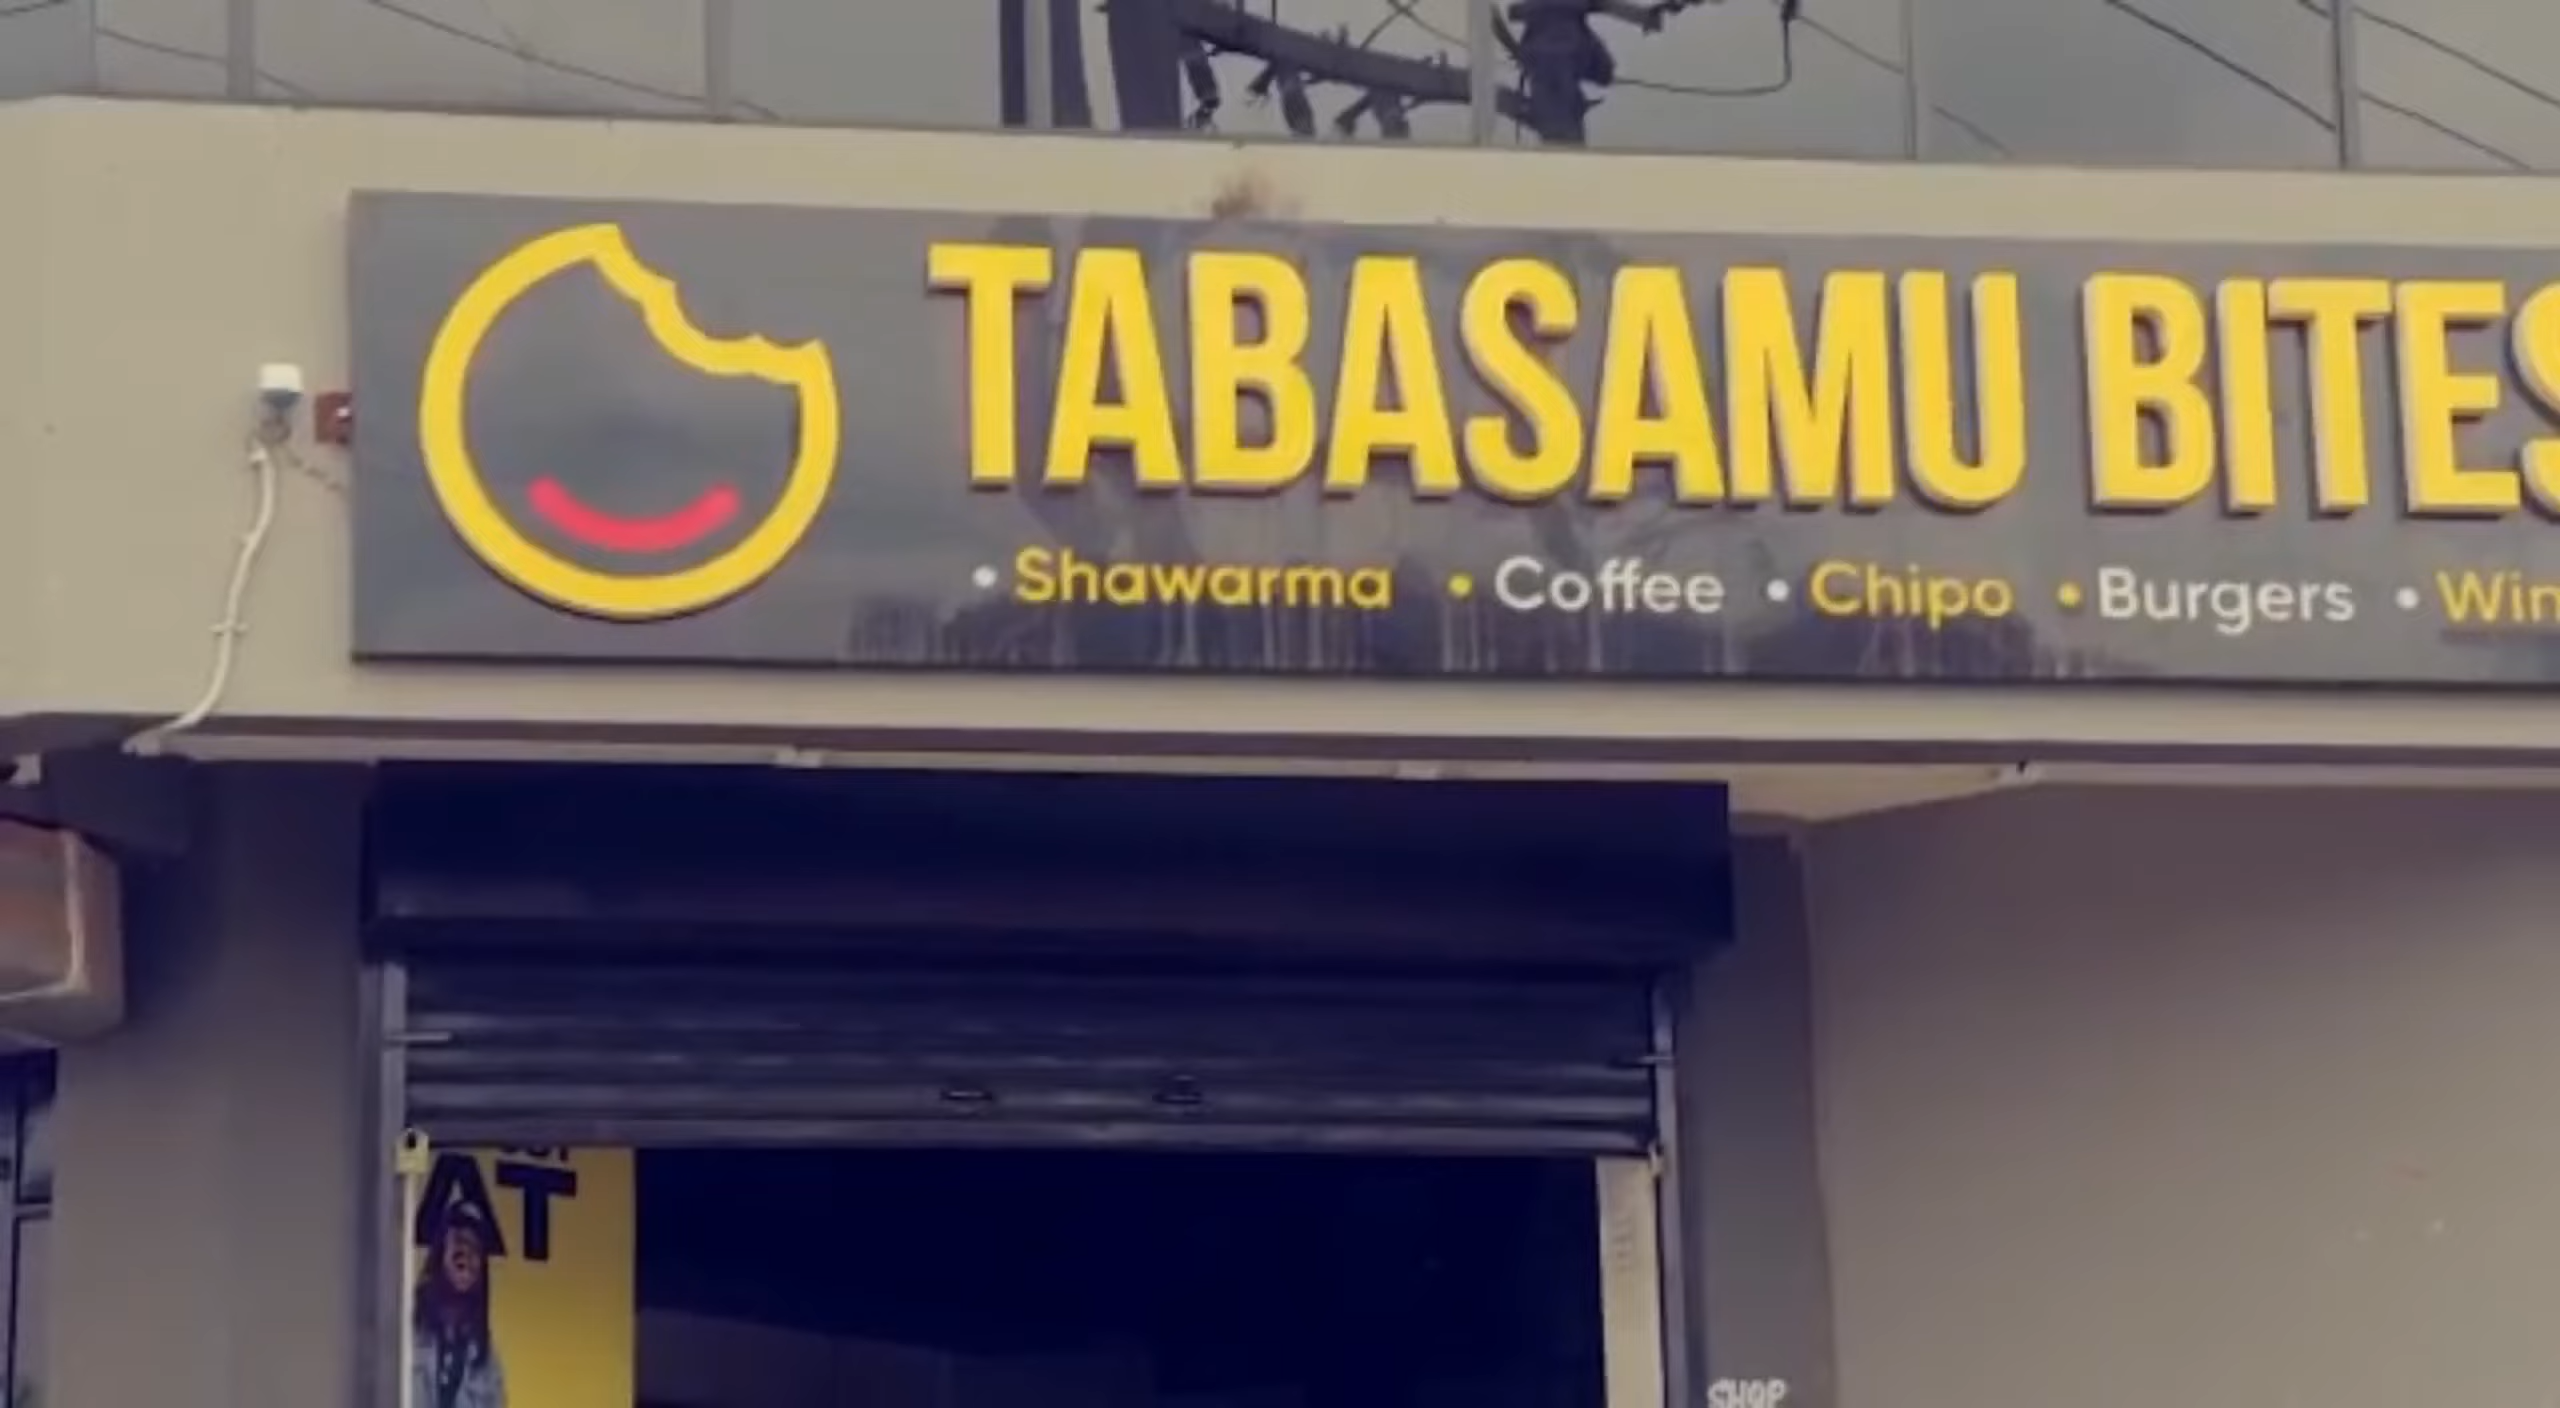 TABASAMU BITES
• Shawarma • Coffee • Chipo • Burgers •
AT
SHOP